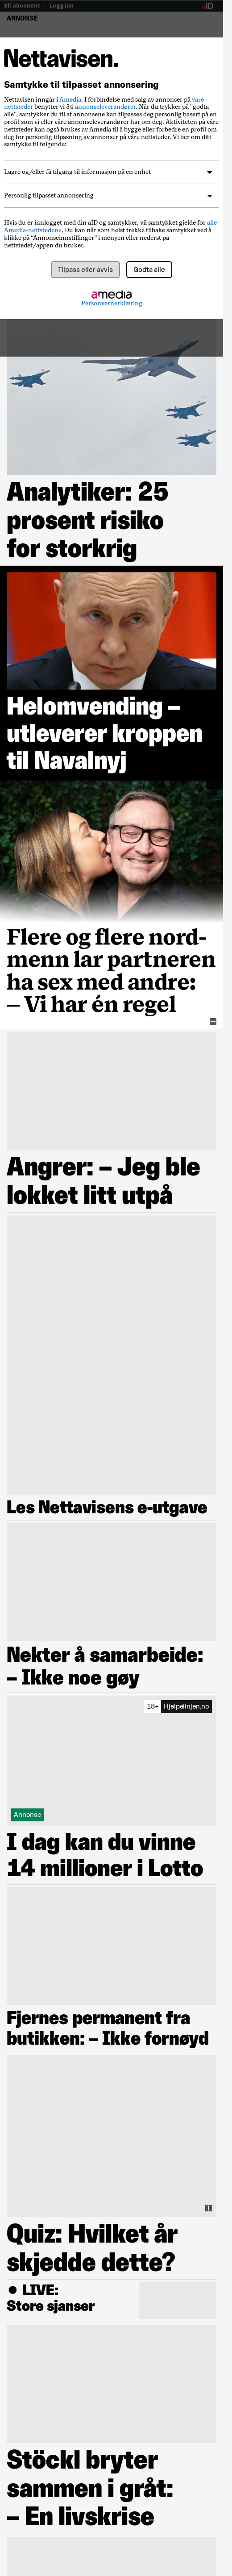 Bli abonnent | Logg inn
aID
ANNONSE
Nettavisen.
Samtykke til tilpasset annonsering
Nettavisen inngår i Amedia. I forbindelse med salg av annonser på våre
nettsteder benytter vi 34 annonseleverandører. Når du trykker på "godta
alle", samtykker du til at annonsene kan tilpasses deg personlig basert på en
profil som vi eller våre annonseleverandører har om deg. Aktiviteten på våre
nettsteder kan også brukes av Amedia til å bygge eller forbedre en profil om
deg for personlig tilpasning av annonser på våre nettsteder. Vi ber om ditt
samtykke til følgende:
Lagre og/eller få tilgang til informasjon på en enhet
Personlig tilpasset annonsering
Hvis du er innlogget med din aID og samtykker, vil samtykket gjelde for alle
Amedia-nettstedene. Du kan når som helst trekke tilbake samtykket ved å
klikke på “Annonseinnstillinger” i menyen eller nederst på
nettstedet/appen du bruker.
Tilpass eller avvis
Godta alle
amedia
Personvernerklæring
Analytiker: 25
prosent risiko
for storkrig
Helomvending –
utleverer kroppen
til Navalnyj
Flere og flere nord-
menn lar partneren
ha sex med andre:
– Vi har én regel
Angrer: – Jeg ble
lokket litt utpå
Les Nettavisens e-utgave
Nekter å samarbeide:
– Ikke noe gøy
18+ Hjelpelinjen.no
Annonse
I dag kan du vinne
14 millioner i Lotto
Fjernes permanent fra
butikken: – Ikke fornøyd
Quiz: Hvilket år
skjedde dette?
● LIVE:
Store sjanser
Stöckl bryter
sammen i gråt:
– En livskrise